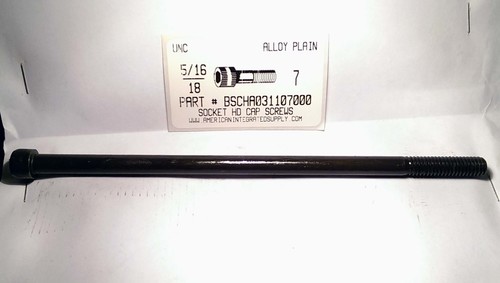 UNC ALLOY PLAIN
5/16
18 7
PART # BSCHA031107000
SOCKET HD CAP SCREWS
WWW.AMERICANINTEGRATEDSUPPLY.COM